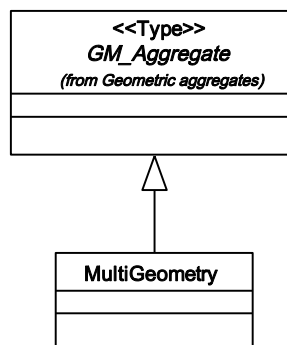 <<Type>>
GM_Aggregate
(from Geometric aggregates)
MultiGeometry